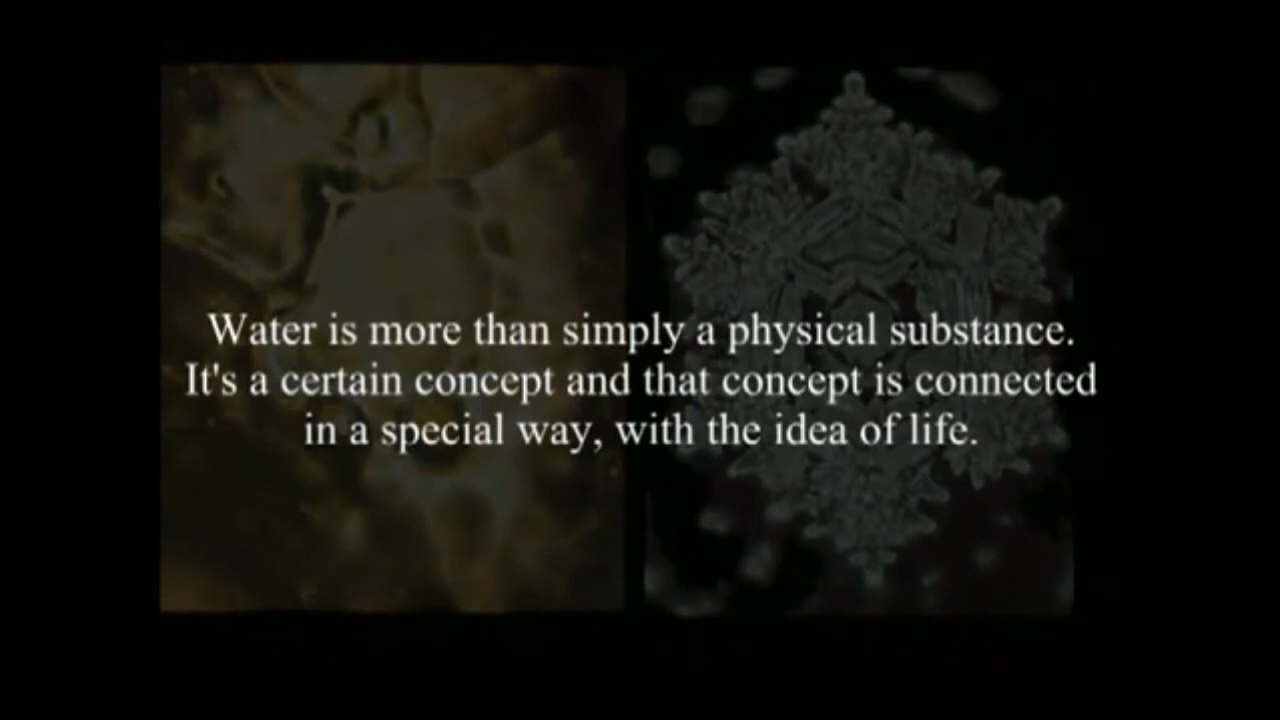 Water is more than simply a physical substance.
It's a certain concept and that concept is connected
in a special way, with the idea of life.